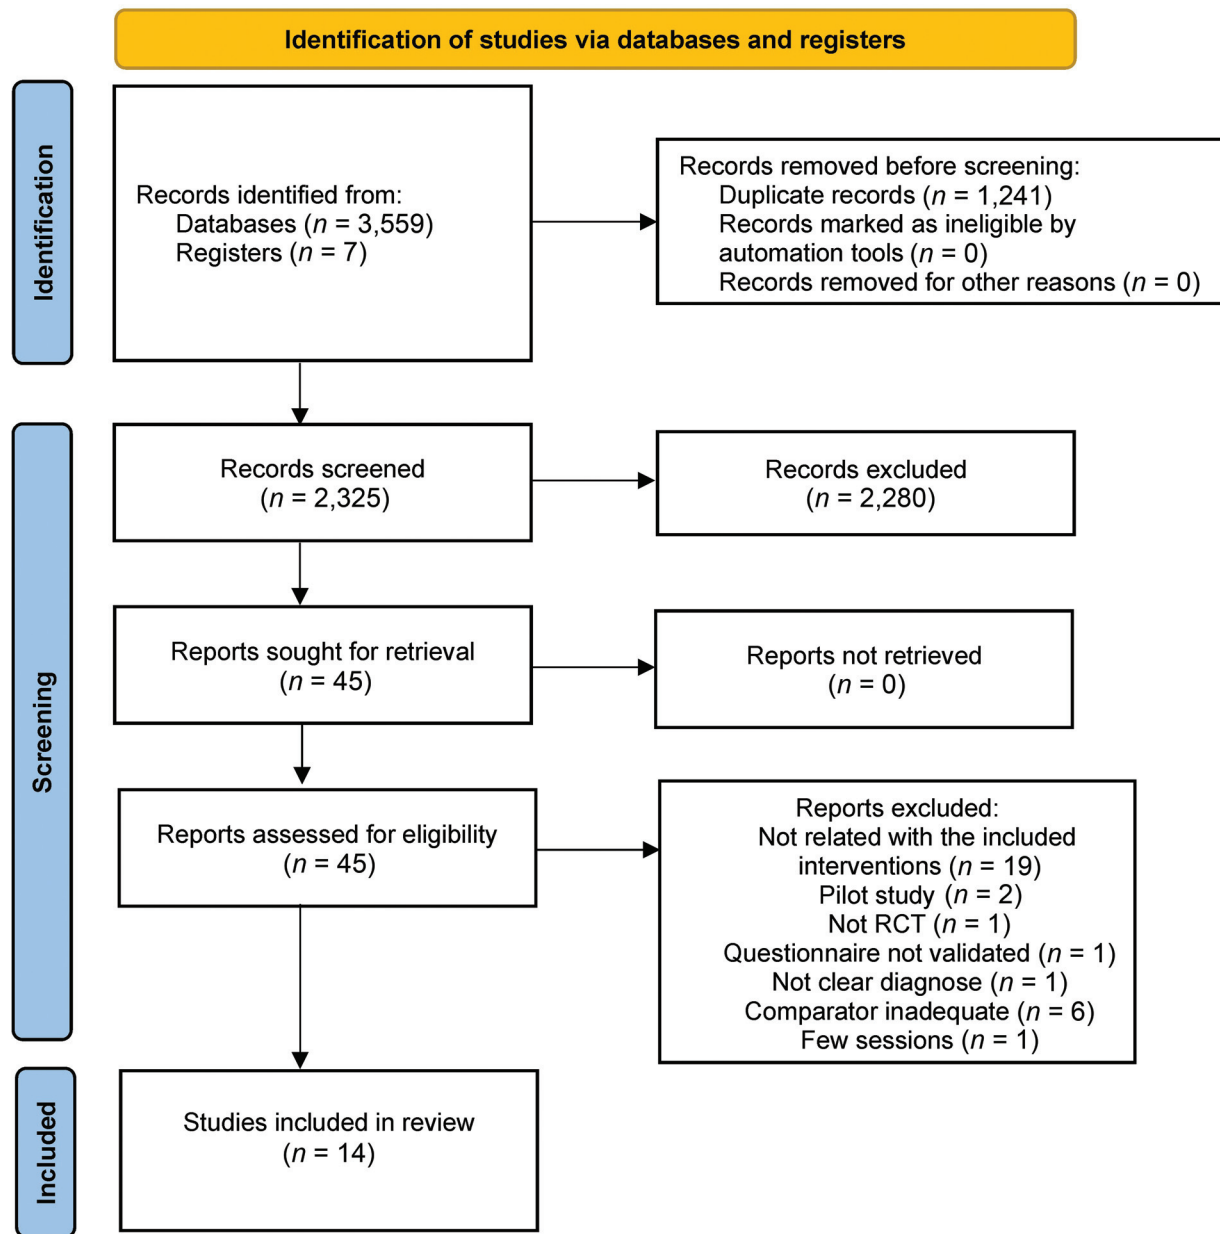 Identification of studies via databases and registers
Identification
Records identified from:
Databases (n = 3,559)
Registers (n = 7)
Records removed before screening:
Duplicate records (n = 1,241)
Records marked as ineligible by
automation tools (n = 0)
Records removed for other reasons (n = 0)
Screening
Records screened
(n = 2,325)
Records excluded
(n = 2,280)
Reports sought for retrieval
(n = 45)
Reports not retrieved
(n = 0)
Reports assessed for eligibility
(n = 45)
Reports excluded:
Not related with the included
interventions (n = 19)
Pilot study (n = 2)
Not RCT (n = 1)
Questionnaire not validated (n = 1)
Not clear diagnose (n = 1)
Comparator inadequate (n = 6)
Few sessions (n = 1)
Included
Studies included in review
(n = 14)